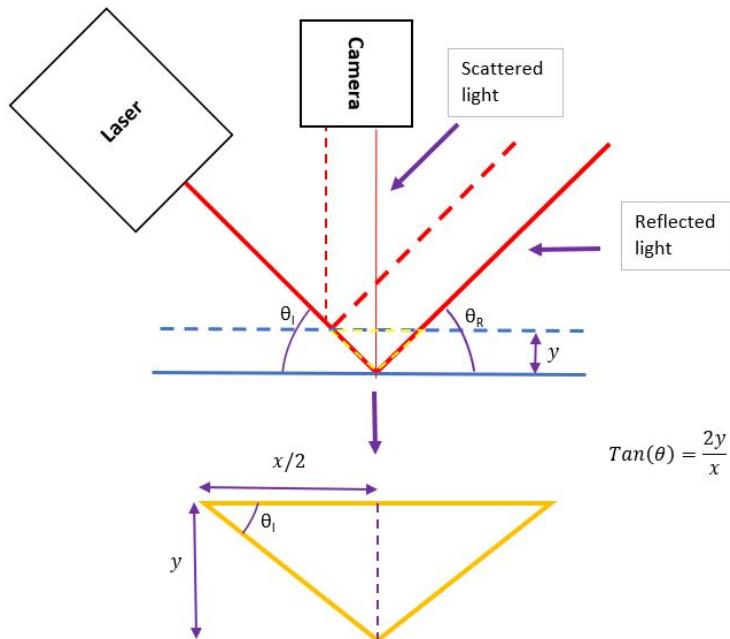 Laser
Camera
Scattered
light
Reflected
light
θI
θR
y
x/2
Tan(θ) = 2y/x
θI
y